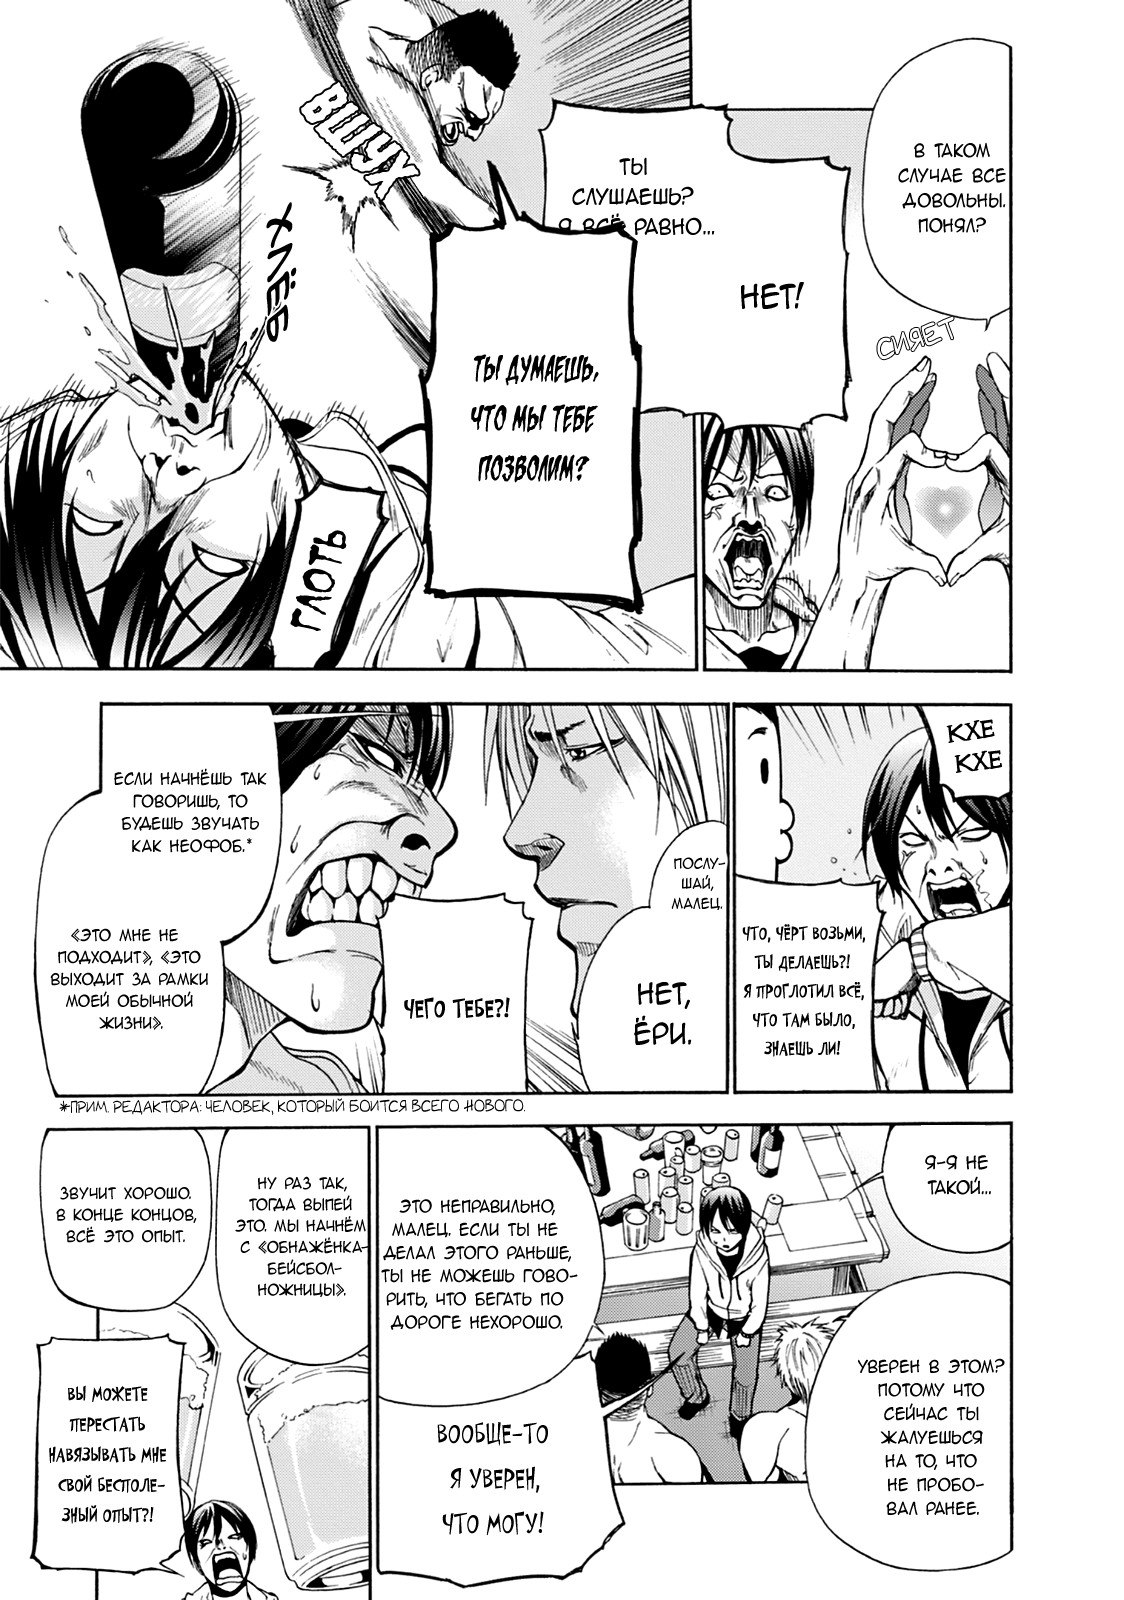 В ТАКОМ
СЛУЧАЕ ВСЕ
ДОВОЛЬНЫ.
ПОНЯЛ?
СИЯЕТ
НЕТ!
ТЫ
СЛУШАЕШЬ?
Я ВСЁ РАВНО...
ВШУХ
ТЫ ДУМАЕШЬ,
ЧТО МЫ ТЕБЕ
ПОЗВОЛИМ?
ХЛЁБ
ГЛОТЬ
КХЕ
КХЕ
ЧТО, ЧЁРТ ВОЗЬМИ,
ТЫ ДЕЛАЕШЬ?!
Я ПРОГЛОТИЛ ВСЁ,
ЧТО ТАМ БЫЛО,
ЗНАЕШЬ ЛИ!
ПОСЛУ-
ШАЙ,
МАЛЕЦ.
НЕТ,
ЁРИ.
ЧЕГО ТЕБЕ?!
ЕСЛИ НАЧНЁШЬ ТАК
ГОВОРИШЬ, ТО
БУДЕШЬ ЗВУЧАТЬ
КАК НЕОФОБ.*
«ЭТО МНЕ НЕ
ПОДХОДИТ», «ЭТО
ВЫХОДИТ ЗА РАМКИ
МОЕЙ ОБЫЧНОЙ
ЖИЗНИ».
*ПРИМ. РЕДАКТОРА: ЧЕЛОВЕК, КОТОРЫЙ БОИТСЯ ВСЕГО НОВОГО.
Я-Я НЕ
ТАКОЙ...
УВЕРЕН В ЭТОМ?
ПОТОМУ ЧТО
СЕЙЧАС ТЫ
ЖАЛУЕШЬСЯ
НА ТО, ЧТО
НЕ ПРОБО-
ВАЛ РАНЕЕ.
ЭТО НЕПРАВИЛЬНО,
МАЛЕЦ. ЕСЛИ ТЫ НЕ
ДЕЛАЛ ЭТОГО РАНЬШЕ,
ТЫ НЕ МОЖЕШЬ ГОВО-
РИТЬ, ЧТО БЕГАТЬ ПО
ДОРОГЕ НЕХОРОШО.
ВООБЩЕ-ТО
Я УВЕРЕН,
ЧТО МОГУ!
НУ РАЗ ТАК,
ТОГДА ВЫПЕЙ
ЭТО. МЫ НАЧНЁМ
С «ОБНАЖЁНКА-
БЕЙСБОЛ-
НОЖНИЦЫ».
ЗВУЧИТ ХОРОШО.
В КОНЦЕ КОНЦОВ,
ВСЁ ЭТО ОПЫТ.
ВЫ МОЖЕТЕ
ПЕРЕСТАТЬ
НАВЯЗЫВАТЬ МНЕ
СВОЙ БЕСПОЛЕ-
ЗНЫЙ ОПЫТ?!